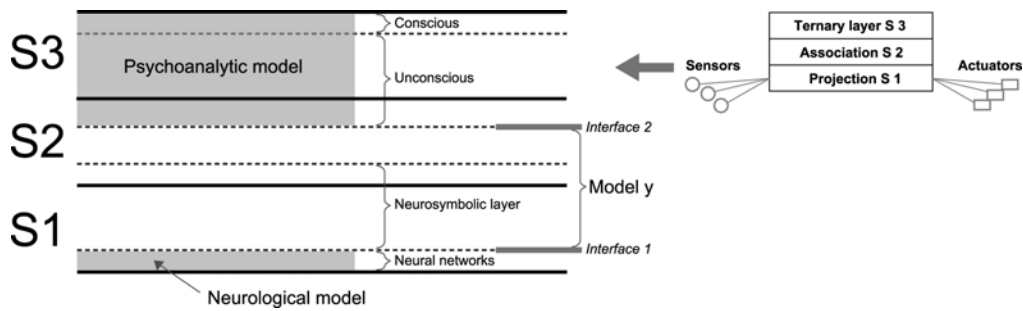 S3
S2
S1
Psychoanalytic model
Conscious
Unconscious
Interface 2
Model y
Neurosymbolic layer
Interface 1
Neural networks
Neurological model
Ternary layer S 3
Association S 2
Projection S 1
Sensors
Actuators